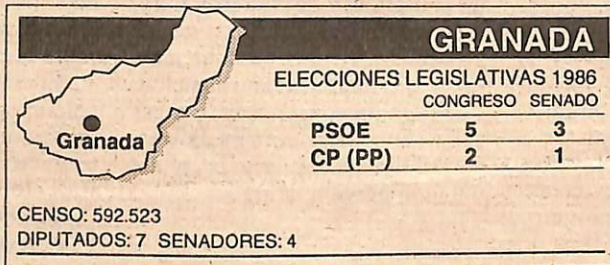 GRANADA
ELECCIONES LEGISLATIVAS 1986
CONGRESO SENADO
Granada
PSOE 5 3
CP (PP) 2 1
CENSO: 592.523
DIPUTADOS: 7 SENADORES: 4